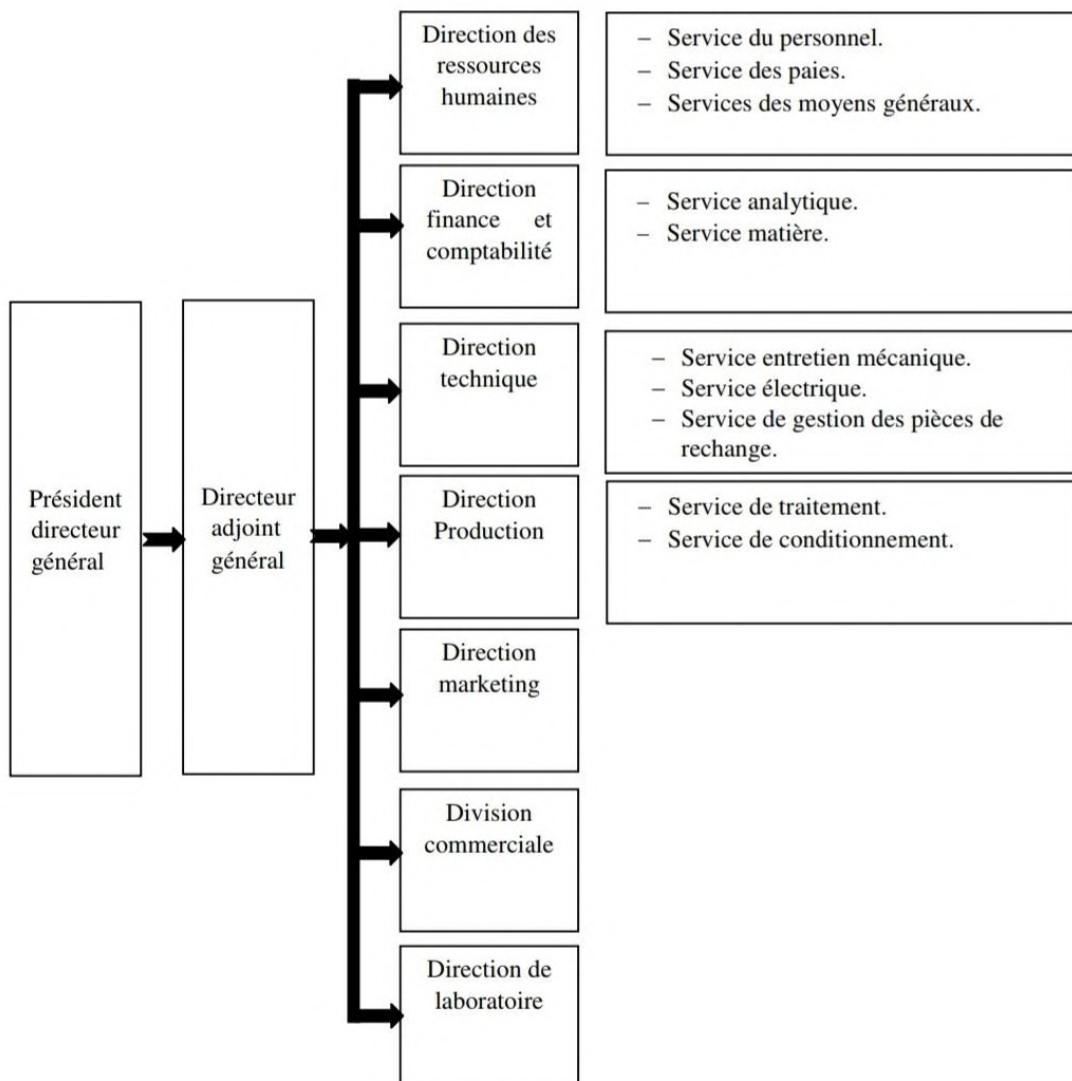 Président
directeur
général
Directeur
adjoint
général
Direction des
ressources
humaines
– Service du personnel.
– Service des paies.
– Services des moyens généraux.
Direction
finance et
comptabilité
– Service analytique.
– Service matière.
Direction
technique
– Service entretien mécanique.
– Service électrique.
– Service de gestion des pièces de
rechange.
Direction
Production
– Service de traitement.
– Service de conditionnement.
Direction
marketing
Division
commerciale
Direction de
laboratoire